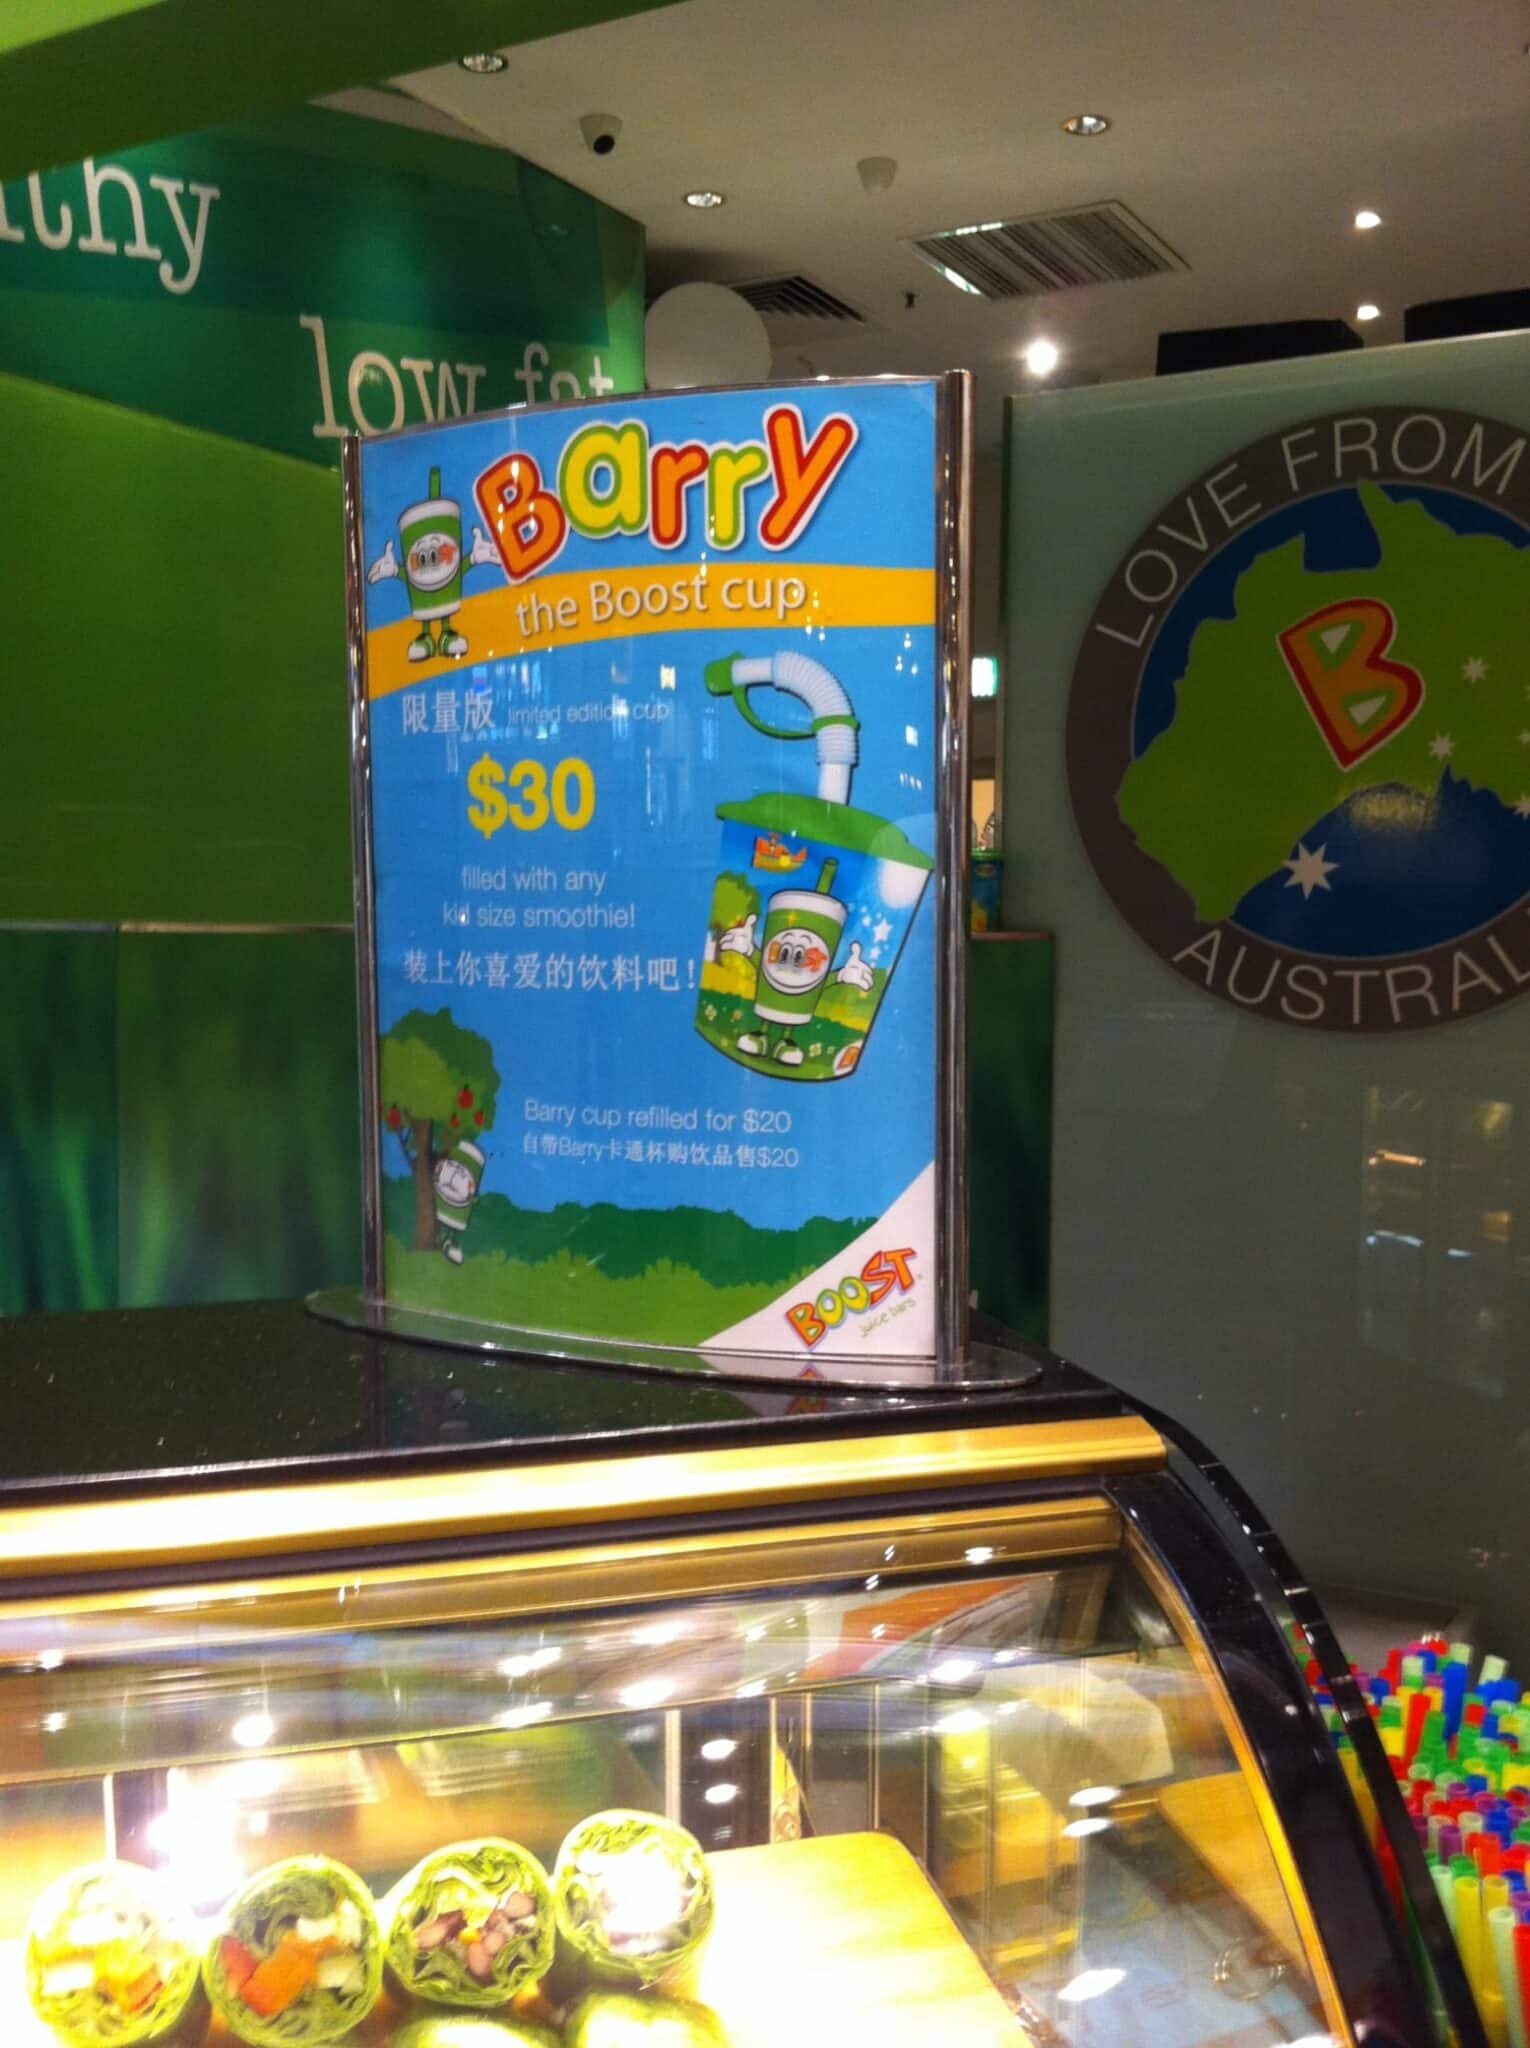 thy
low fat
Barry
the Boost cup
限量版 limited edition cup
$30
filled with any
kid size smoothie!
装上你喜爱的饮料吧!
Barry cup refilled for $20
自带Barry卡通杯购饮品售$20
BOOST
juice bars
LOVE FROM
B
AUSTRAL